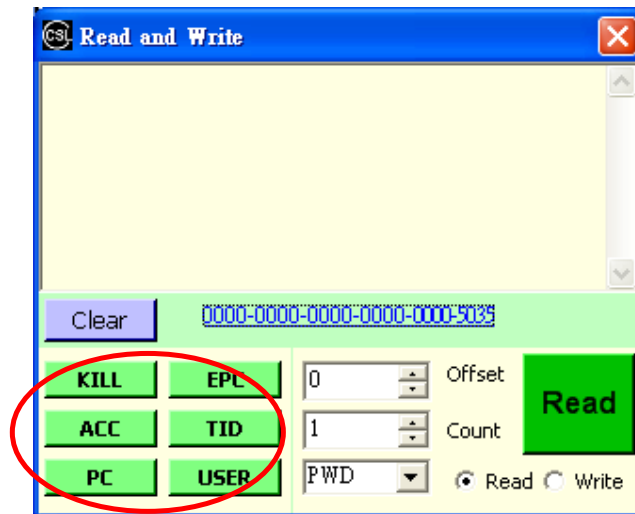 CSL Read and Write
Clear 0000-0000-0000-0000-0000-5035
KILL EPC 0 Offset Read
ACC TID 1 Count
PC USER PWD Read Write